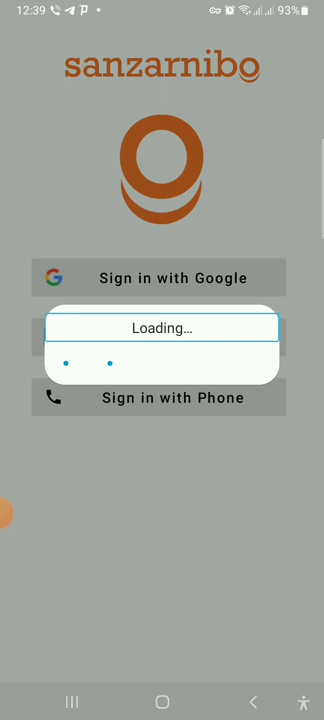 12:39
93%
sanzarnibo
Sign in with Google
Loading...
Sign in with Phone